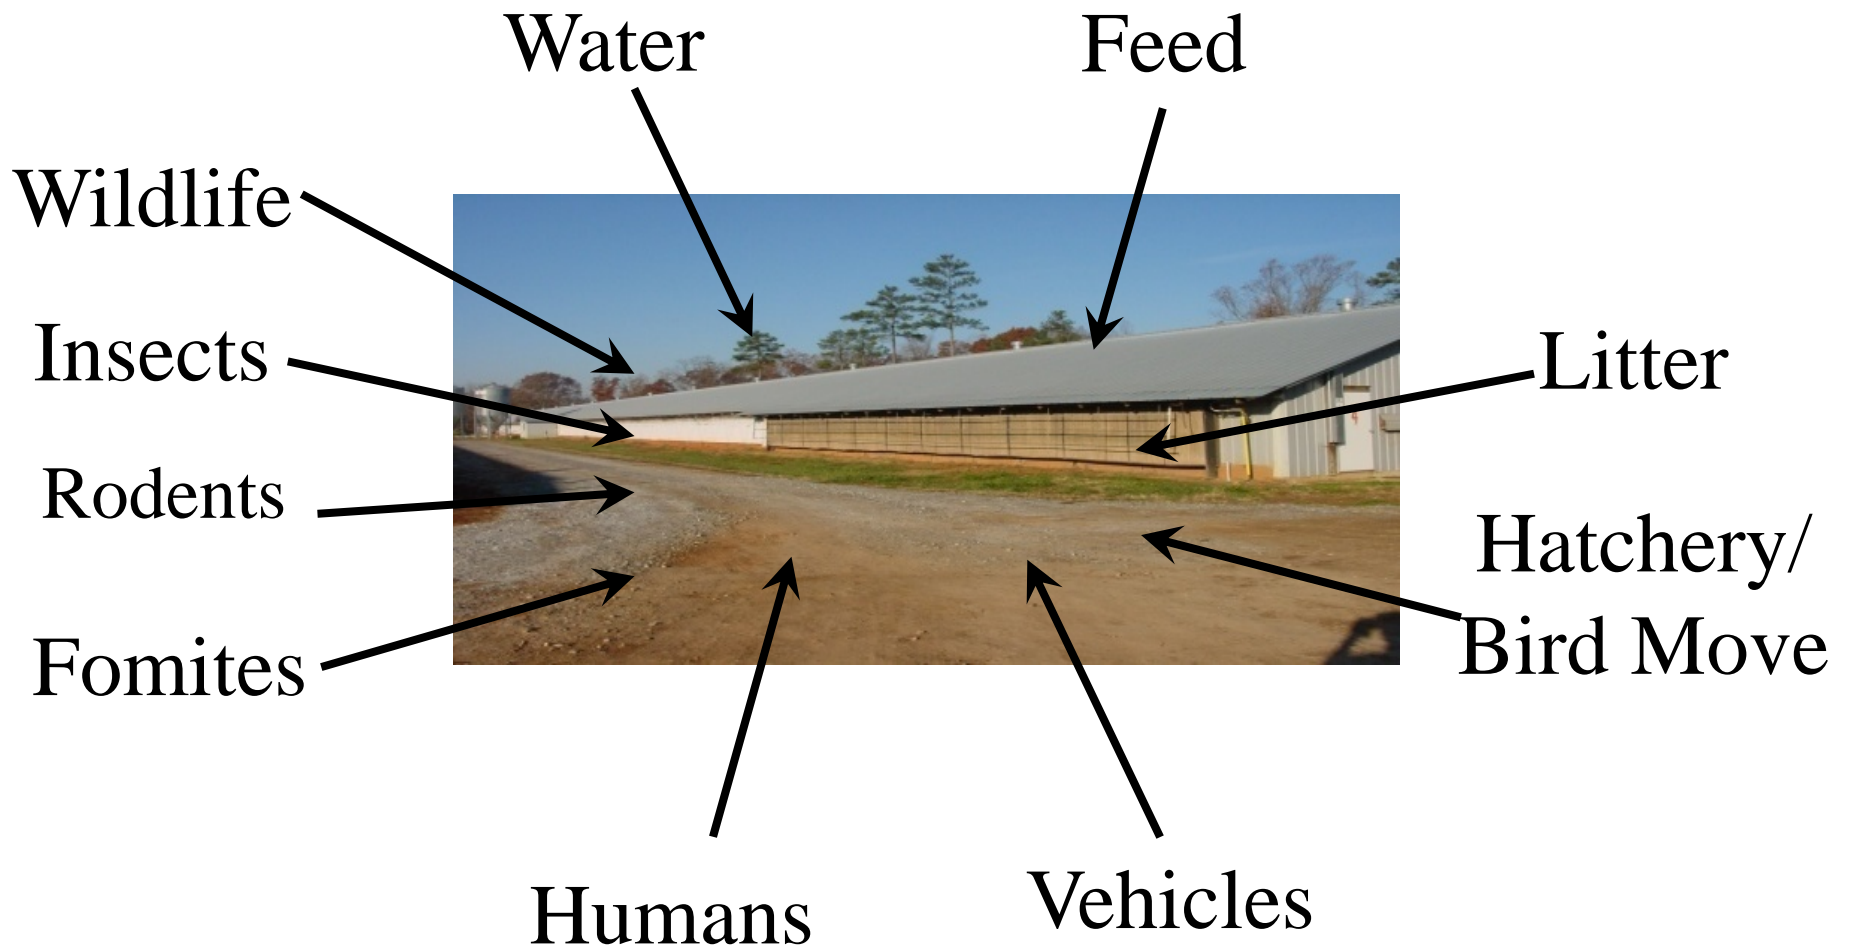 Water
Feed
Wildlife
Insects
Litter
Rodents
Hatchery/
Bird Move
Fomites
Humans
Vehicles